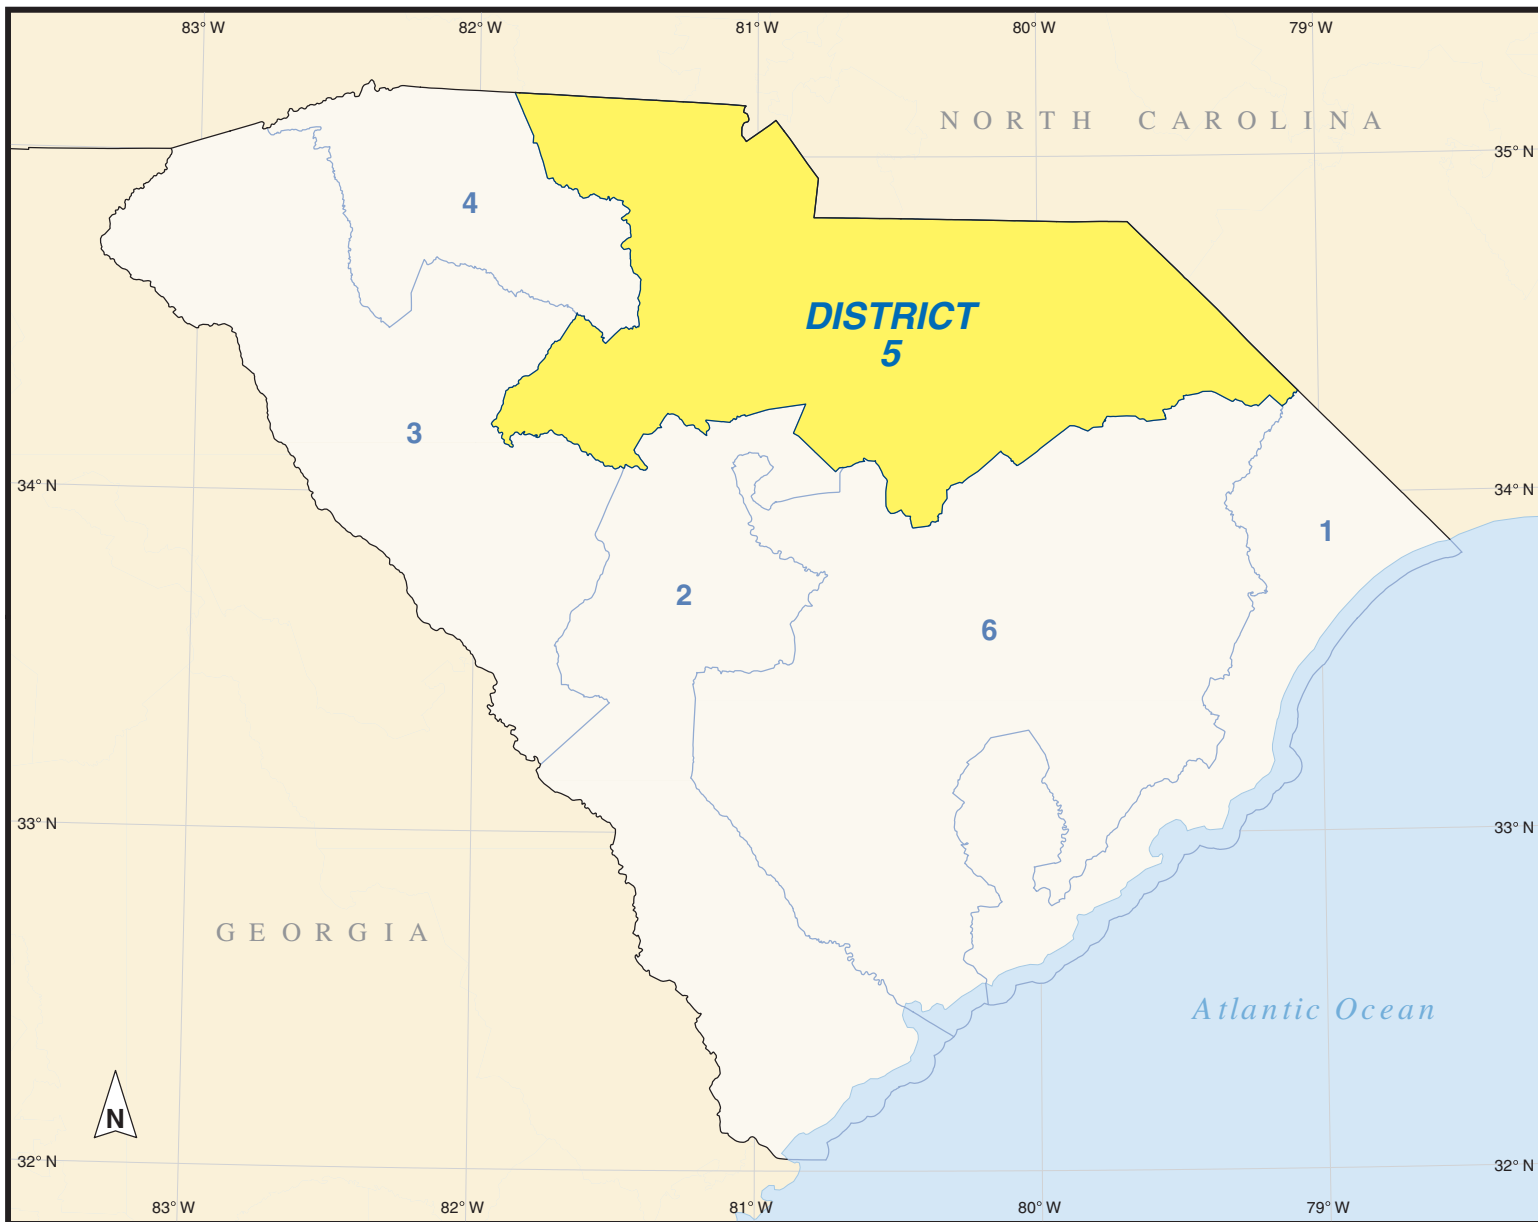 83° W
82° W
81° W
80° W
79° W
NORTH CAROLINA
35° N
4
DISTRICT
5
3
34° N
34° N
1
2
6
33° N
33° N
GEORGIA
Atlantic Ocean
N
32° N
32° N
83° W
82° W
81° W
80° W
79° W